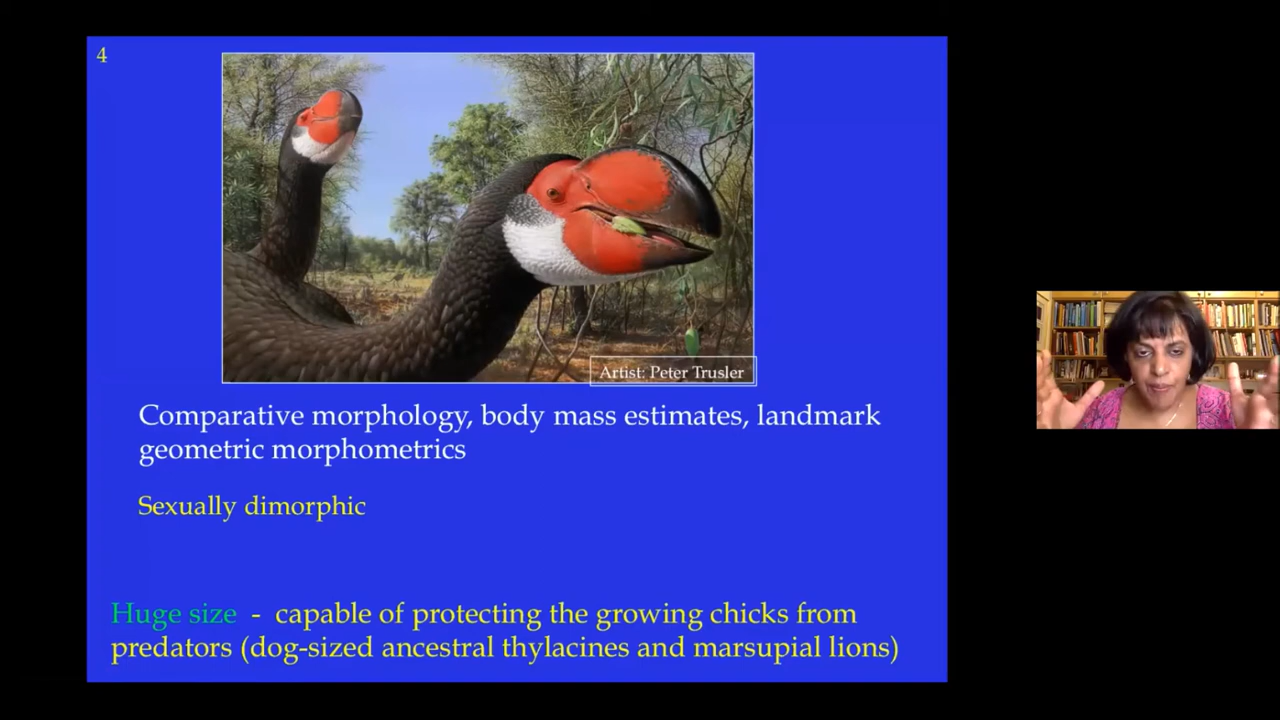 4
Artist: Peter Trusler
Comparative morphology, body mass estimates, landmark
geometric morphometrics
Sexually dimorphic
Huge size - capable of protecting the growing chicks from
predators (dog-sized ancestral thylacines and marsupial lions)